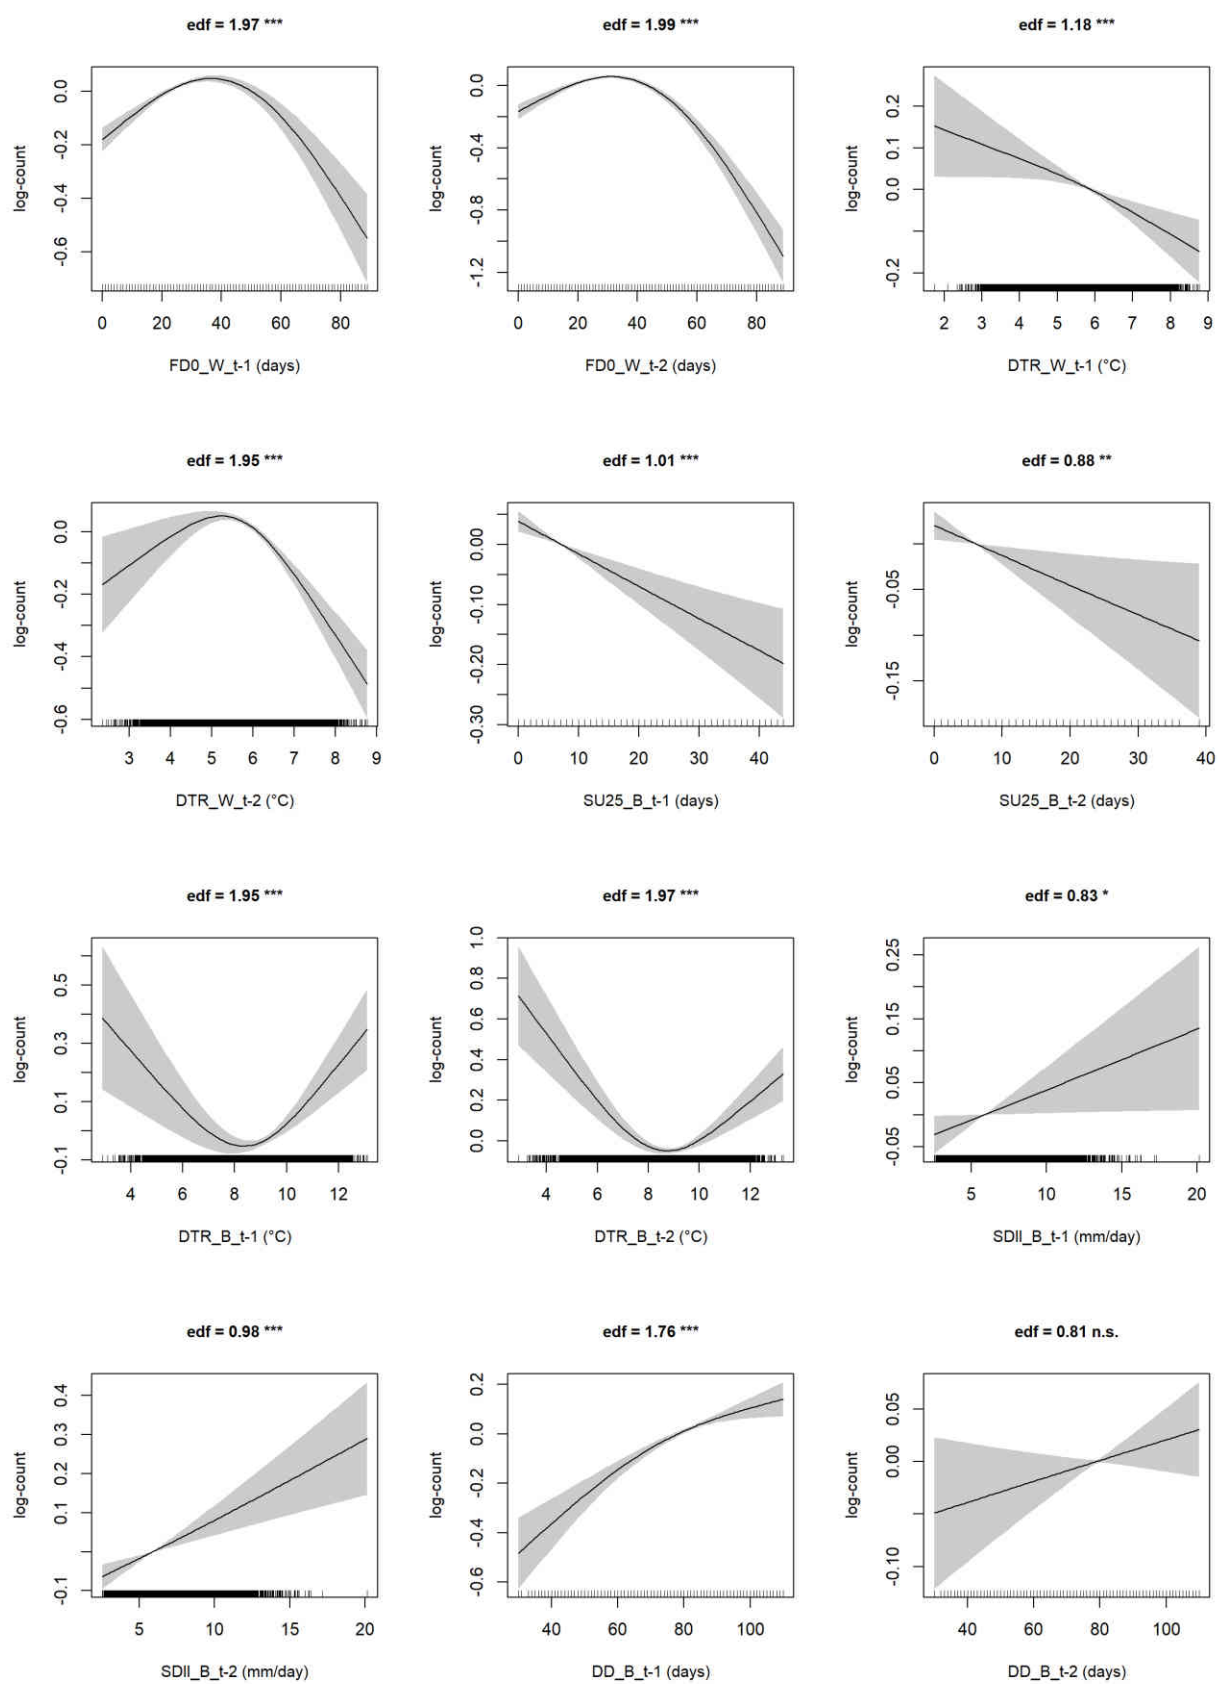 edf = 1.97 ***
edf = 1.99 ***
edf = 1.18 ***
log-count
0.0
-0.2
-0.4
-0.6
0 20 40 60 80
FD0_W_t-1 (days)
log-count
0.0
-0.4
-0.8
-1.2
0 20 40 60 80
FD0_W_t-2 (days)
log-count
0.2
0.1
0.0
-0.2
2 3 4 5 6 7 8 9
DTR_W_t-1 (°C)
edf = 1.95 ***
edf = 1.01 ***
edf = 0.88 **
log-count
0.0
-0.2
-0.4
-0.6
3 4 5 6 7 8 9
DTR_W_t-2 (°C)
log-count
0.00
-0.10
-0.20
-0.30
0 10 20 30 40
SU25_B_t-1 (days)
log-count
-0.05
-0.15
0 10 20 30 40
SU25_B_t-2 (days)
edf = 1.95 ***
edf = 1.97 ***
edf = 0.83 *
log-count
0.5
0.3
0.1
-0.1
4 6 8 10 12
DTR_B_t-1 (°C)
log-count
1.0
0.8
0.6
0.4
0.2
0.0
4 6 8 10 12
DTR_B_t-2 (°C)
log-count
0.25
0.15
0.05
-0.05
5 10 15 20
SDII_B_t-1 (mm/day)
edf = 0.98 ***
edf = 1.76 ***
edf = 0.81 n.s.
log-count
0.4
0.3
0.2
0.1
-0.1
5 10 15 20
SDII_B_t-2 (mm/day)
log-count
0.2
0.0
-0.2
-0.4
-0.6
40 60 80 100
DD_B_t-1 (days)
log-count
0.05
0.00
-0.10
40 60 80 100
DD_B_t-2 (days)